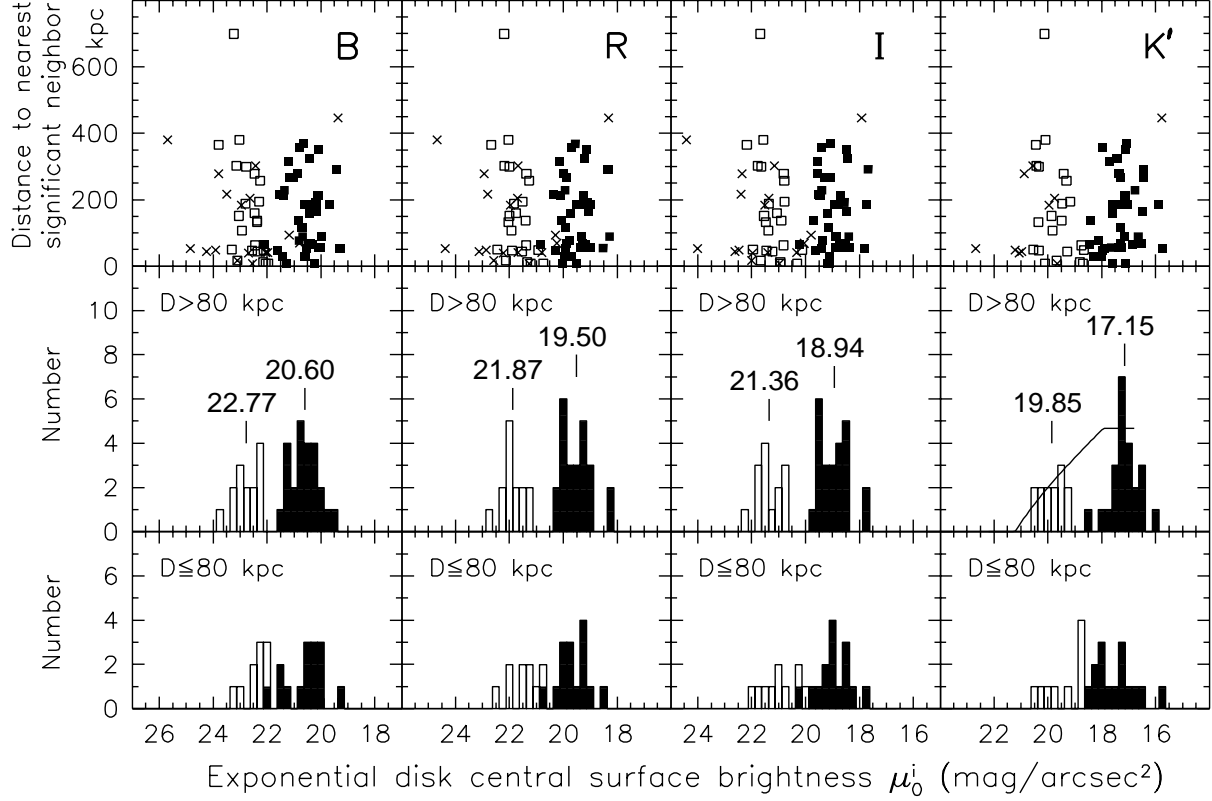 Distance to nearest
significant neighbor
kpc
600
400
200
0
B
R
I
K′
D>80 kpc
D>80 kpc
D>80 kpc
D>80 kpc
Number
10
8
6
4
2
0
22.77
20.60
21.87
19.50
21.36
18.94
19.85
17.15
D≦80 kpc
D≦80 kpc
D≦80 kpc
D≦80 kpc
Number
6
4
2
0
26 24 22 20 18 24 22 20 18 24 22 20 18 22 20 18 16
Exponential disk central surface brightness μ₀ⁱ (mag/arcsec²)